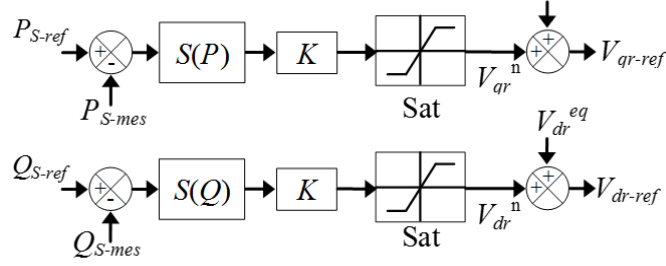 P_S-ref + - S(P) K V_qr^n + + V_qr-ref
P_S-mes Sat
V_dr^eq
Q_S-ref + - S(Q) K V_dr^n + + V_dr-ref
Q_S-mes Sat